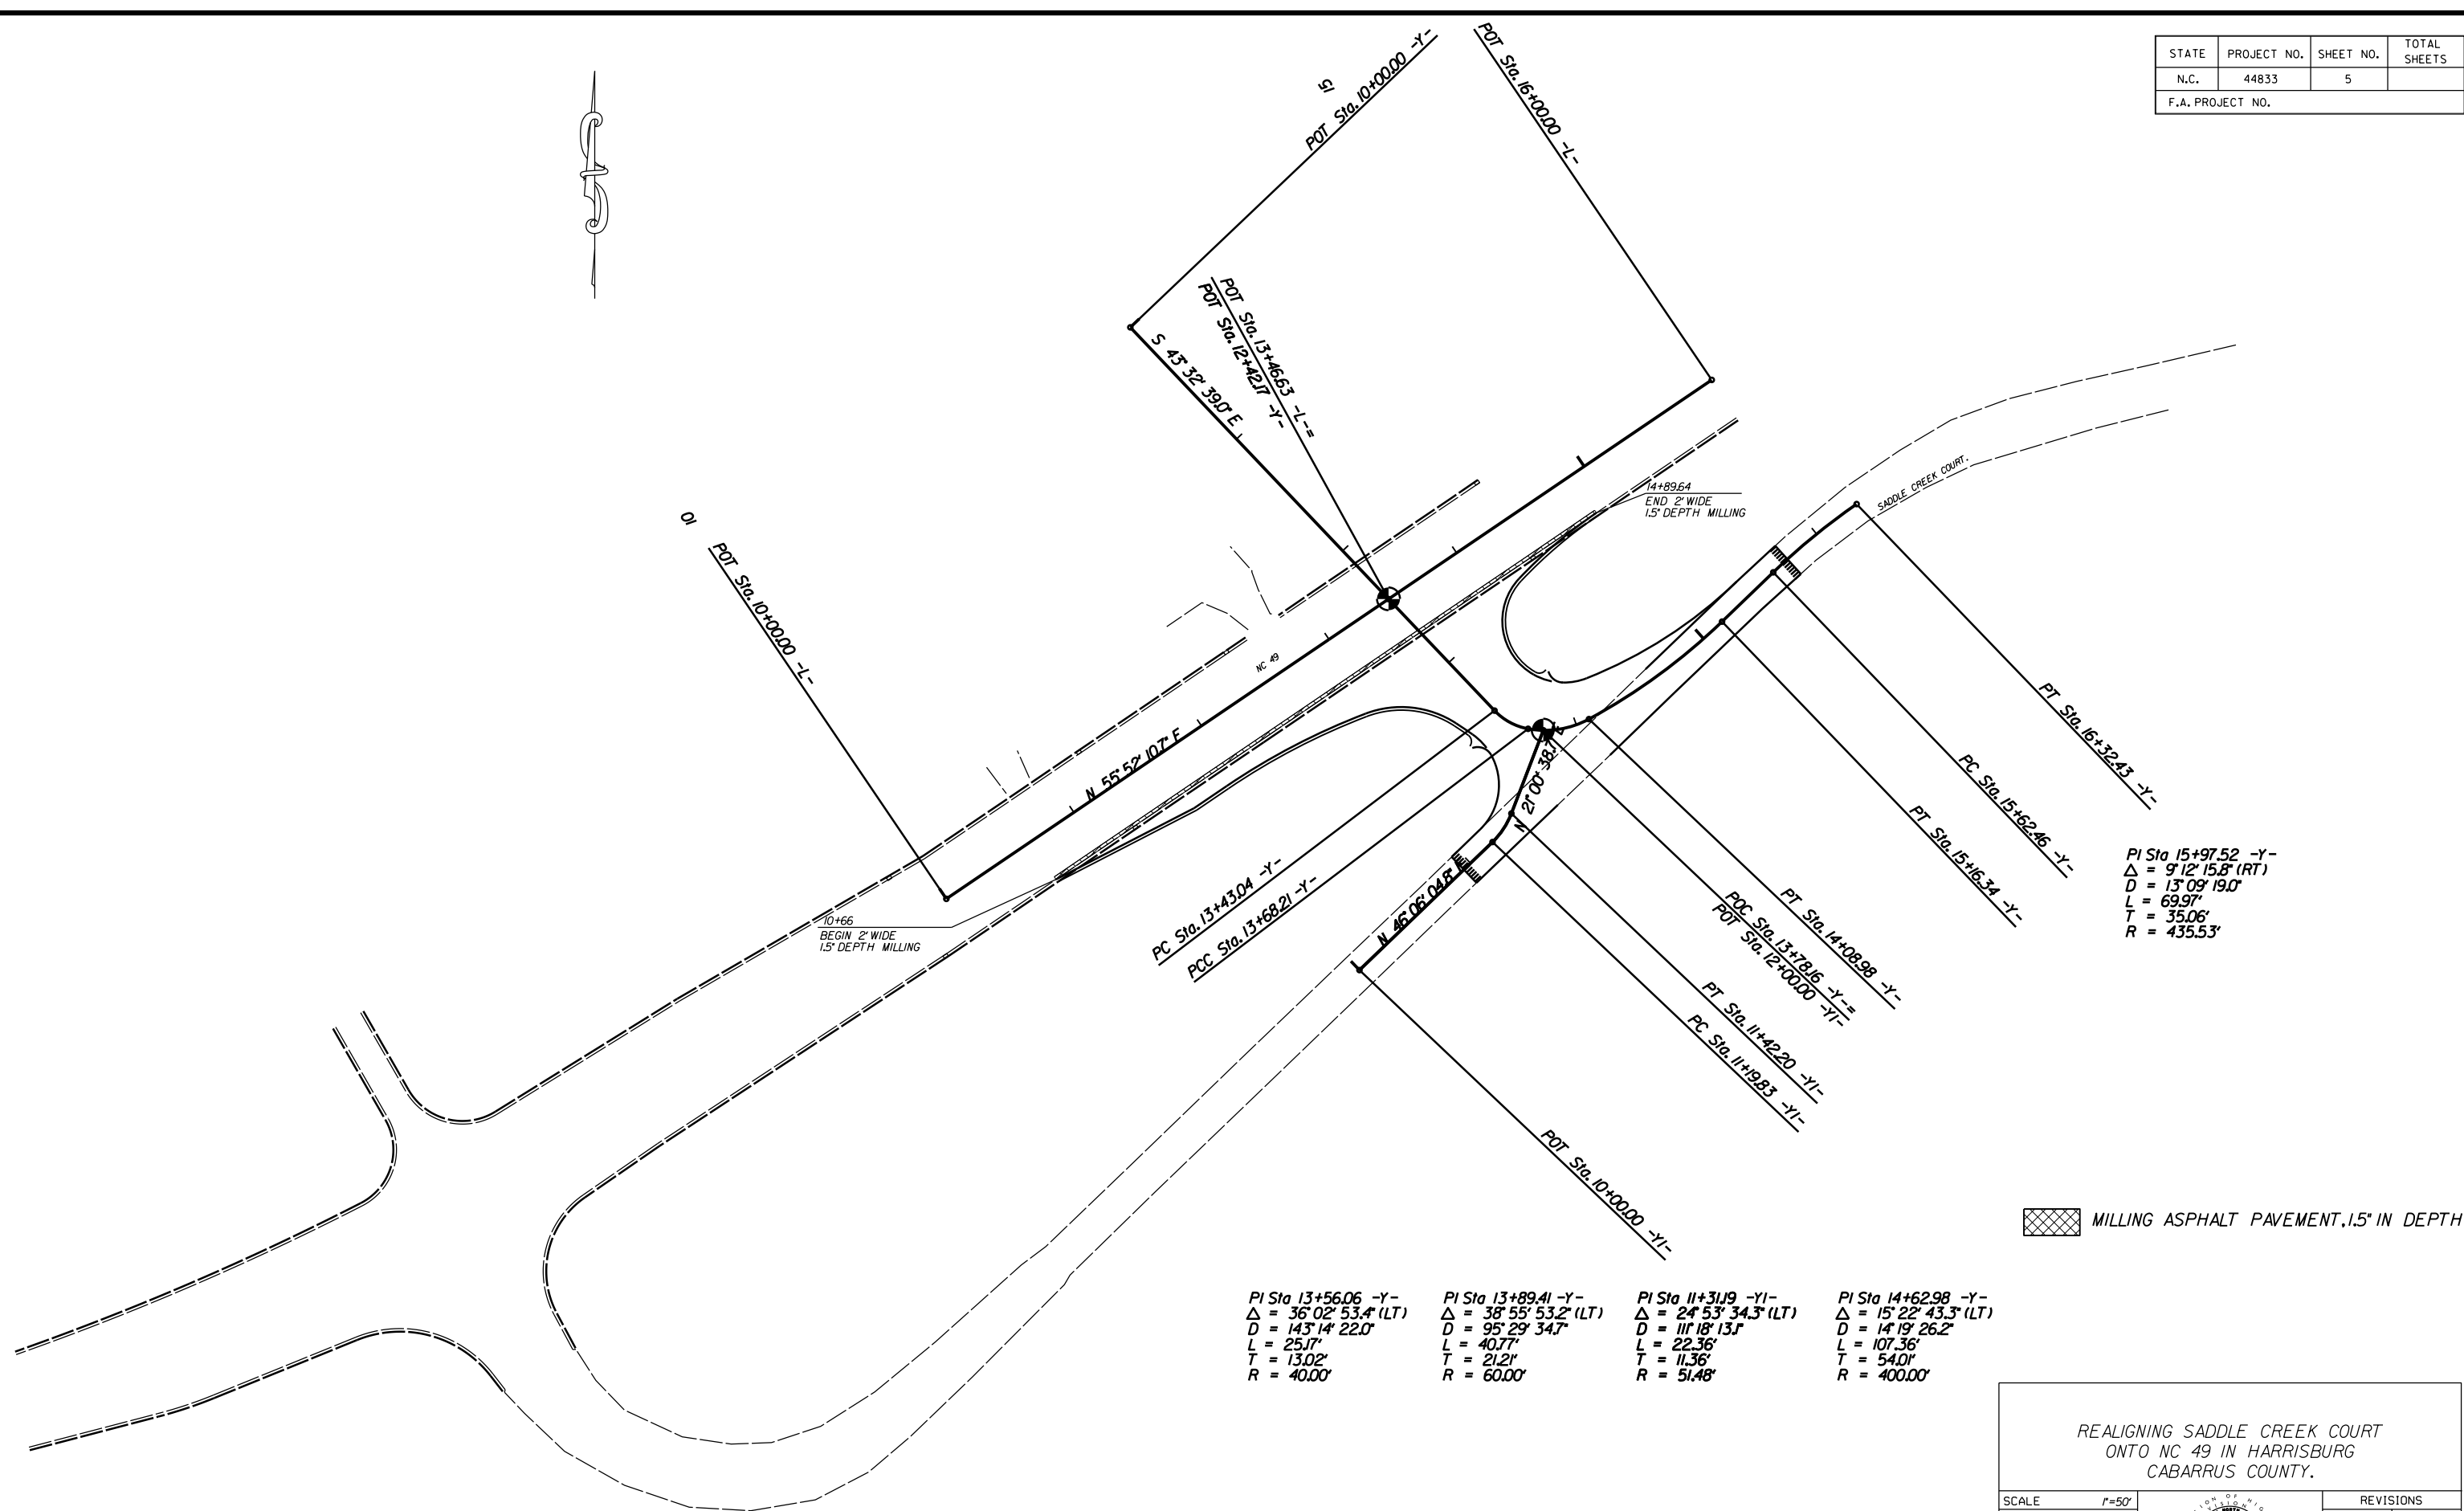 STATE PROJECT NO. SHEET NO. TOTAL SHEETS
N.C. 44833 5
F.A. PROJECT NO.
POT Sta. 10+00.00 -Y-
15
POT Sta. 16+00.00 -L-
POT Sta. 13+46.63 -L-=
POT Sta. 12+42.17 -Y-
S 43° 32' 39.0" E
14+89.64
END 2' WIDE
1.5" DEPTH MILLING
SADDLE CREEK COURT.
10
POT Sta. 10+00.00 -L-
NC 49
N 55° 52' 10.7" E
N 21° 00' 38.7" E
N 46° 06' 04.8"
10+66
BEGIN 2' WIDE
1.5" DEPTH MILLING
PC Sta. 13+43.04 -Y-
PCC Sta. 13+68.21 -Y-
PT Sta. 16+32.43 -Y-
PC Sta. 15+62.46 -Y-
PT Sta. 15+16.34 -Y-
PT Sta. 14+08.98 -Y-
POC Sta. 13+78.16 -Y-=
POT Sta. 12+00.00 -Y1-
PT Sta. 11+42.20 -Y1-
PC Sta. 11+19.83 -Y1-
POT Sta. 10+00.00 -Y1-
PI Sta 15+97.52 -Y-
Δ = 9° 12' 15.8" (RT)
D = 13° 09' 19.0"
L = 69.97'
T = 35.06'
R = 435.53'
MILLING ASPHALT PAVEMENT, 1.5" IN DEPTH
PI Sta 13+56.06 -Y-
Δ = 36° 02' 53.4" (LT)
D = 143° 14' 22.0"
L = 25.17'
T = 13.02'
R = 40.00'
PI Sta 13+89.41 -Y-
Δ = 38° 55' 53.2" (LT)
D = 95° 29' 34.7"
L = 40.77'
T = 21.21'
R = 60.00'
PI Sta 11+31.19 -Y1-
Δ = 24° 53' 34.3" (LT)
D = 111° 18' 13.1"
L = 22.36'
T = 11.36'
R = 51.48'
PI Sta 14+62.98 -Y-
Δ = 15° 22' 43.3" (LT)
D = 14° 19' 26.2"
L = 107.36'
T = 54.01'
R = 400.00'
REALIGNING SADDLE CREEK COURT
ONTO NC 49 IN HARRISBURG
CABARRUS COUNTY.
SCALE 1"=50'
REVISIONS